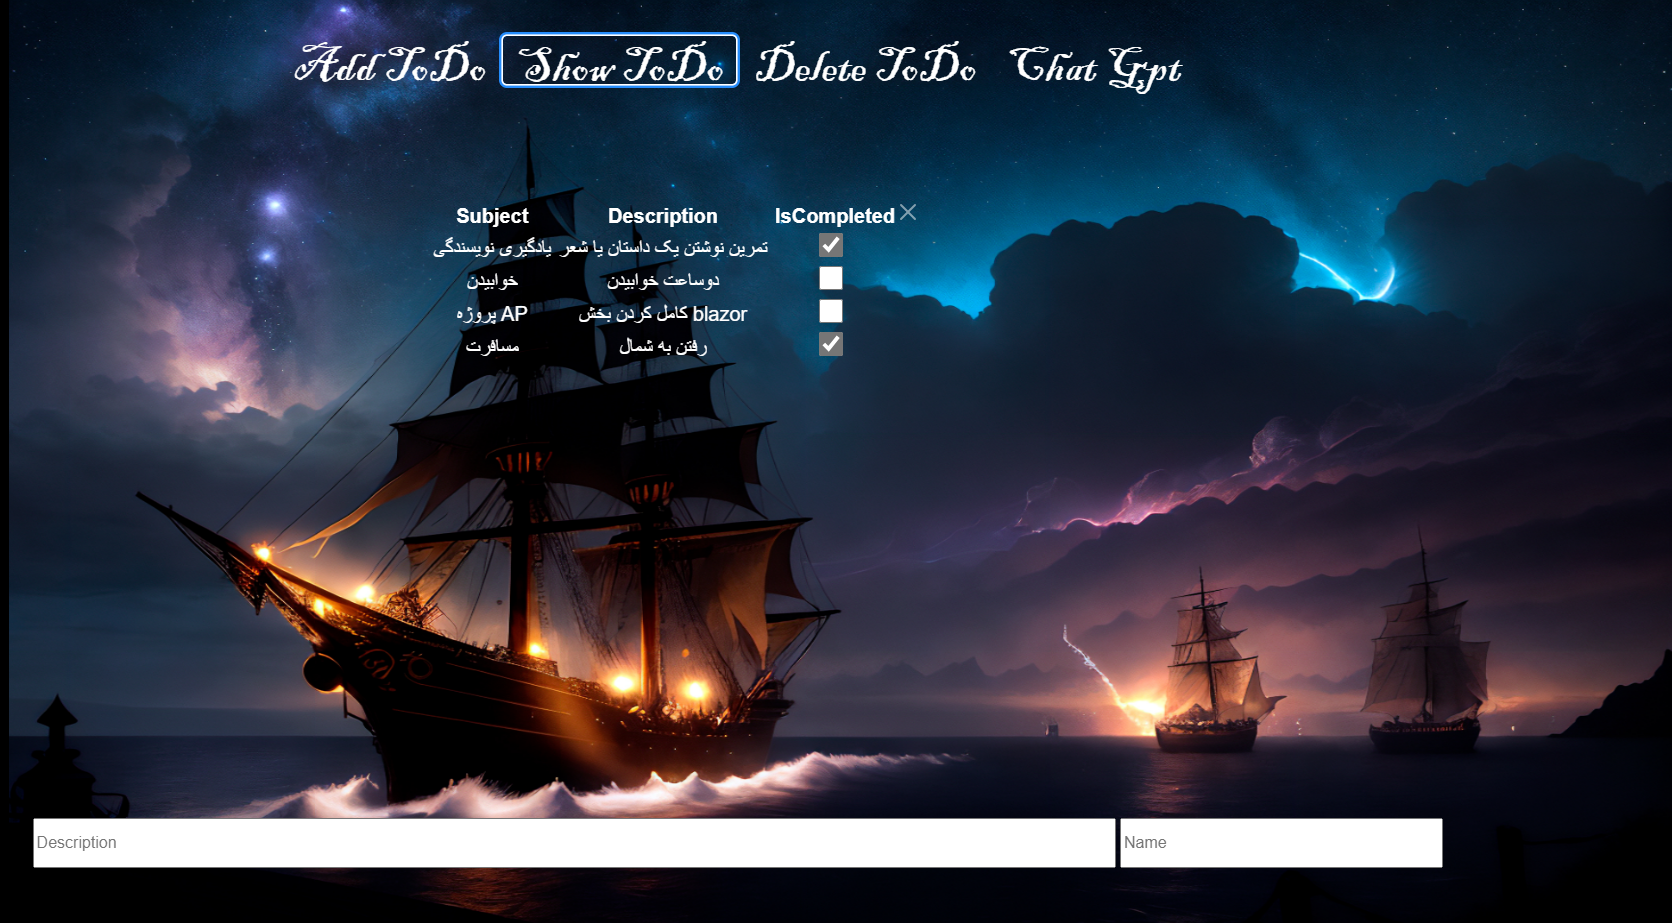 Add ToDo Show ToDo Delete ToDo Chat Gpt
Subject Description IsCompleted
یادگیری نویسندگی تمرین نوشتن یک داستان یا شعر
خوابیدن دوساعت خوابیدن
پروژه AP کامل کردن بخش blazor
مسافرت رفتن به شمال
Description Name